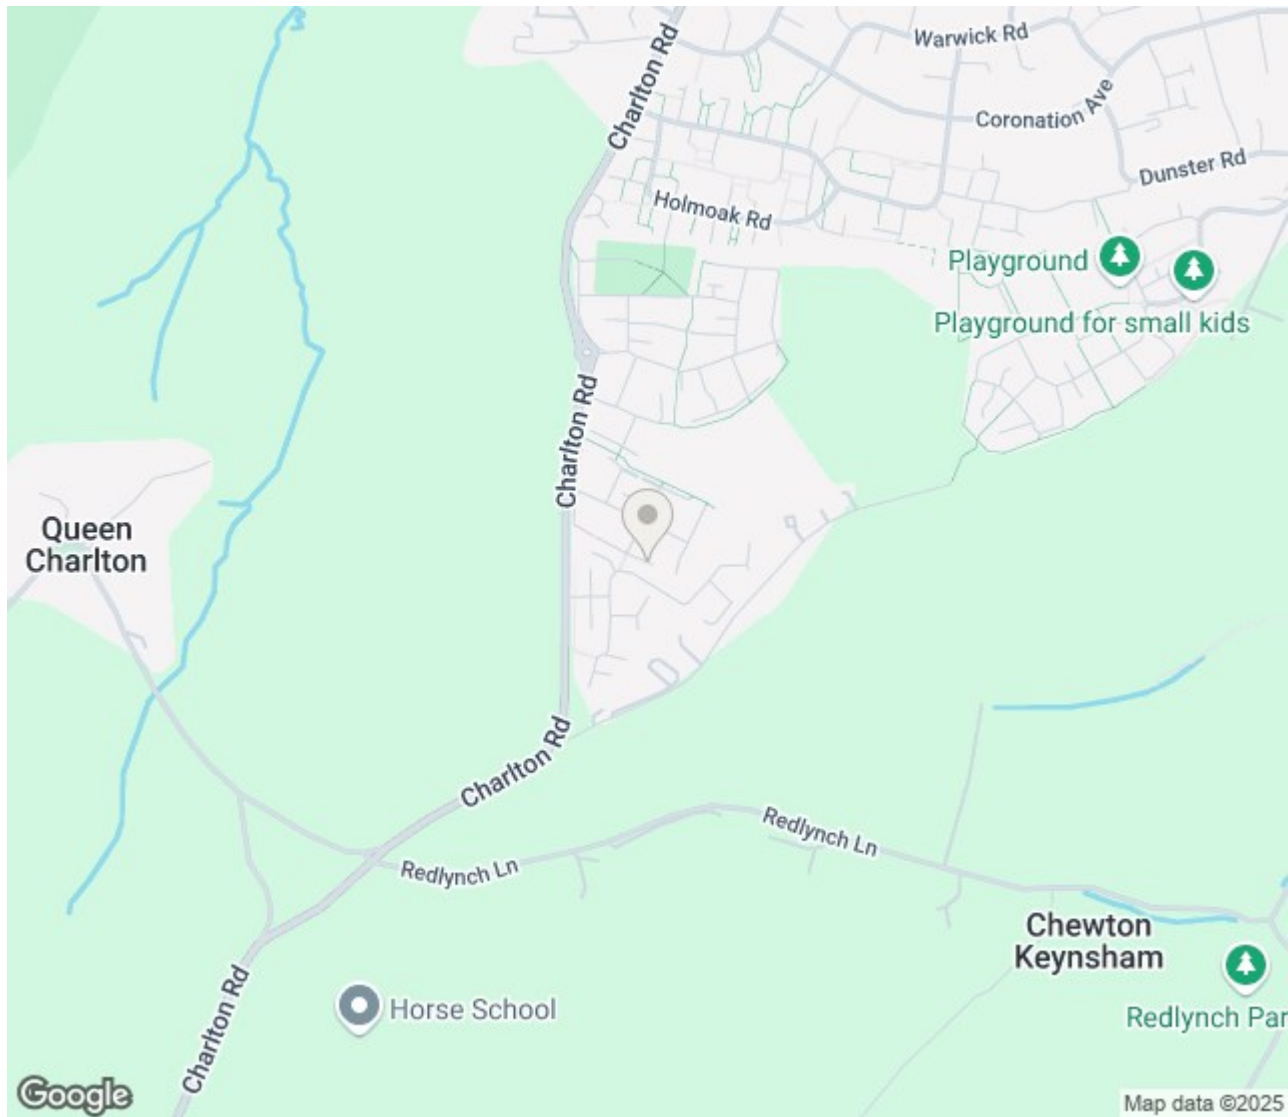 Warwick Rd
Charlton Rd
Coronation Ave
Dunster Rd
Holmoak Rd
Playground
Playground for small kids
Charlton Rd
Queen
Charlton
Charlton Rd
Redlynch Ln
Redlynch Ln
Chewton
Keynsham
Charlton Rd
Horse School
Redlynch Par
Google
Map data ©2025